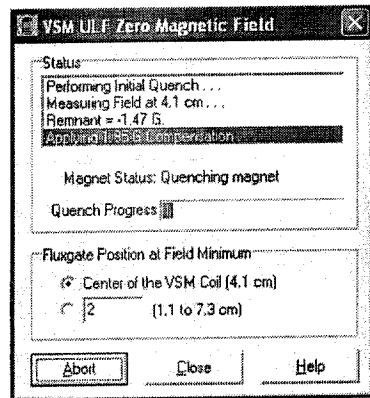 VSM ULF Zero Magnetic Field
Status
Performing Initial Quench . . .
Measuring Field at 4.1 cm . . .
Remnant = -1.47 G.
Applying Compensation
Magnet Status: Quenching magnet
Quench Progress
Fluxgate Position at Field Minimum
Center of the VSM Coil (4.1 cm)
2 (1.1 to 7.3 cm)
Abort Close Help